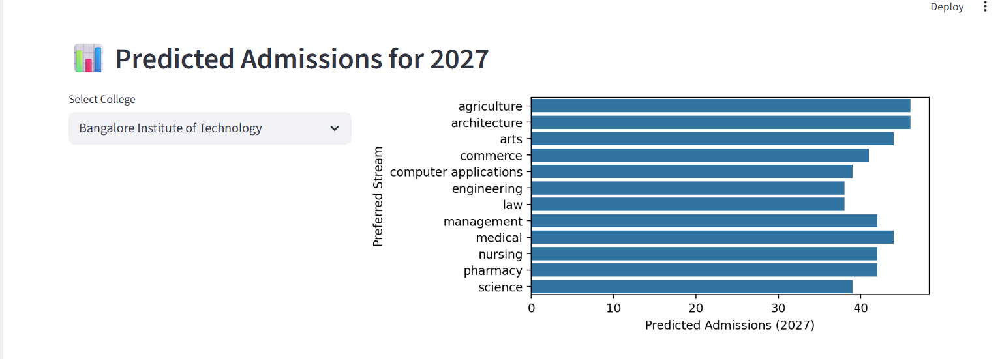 Deploy
Predicted Admissions for 2027
Select College
Bangalore Institute of Technology
Preferred Stream
agriculture
architecture
arts
commerce
computer applications
engineering
law
management
medical
nursing
pharmacy
science
0 10 20 30 40
Predicted Admissions (2027)